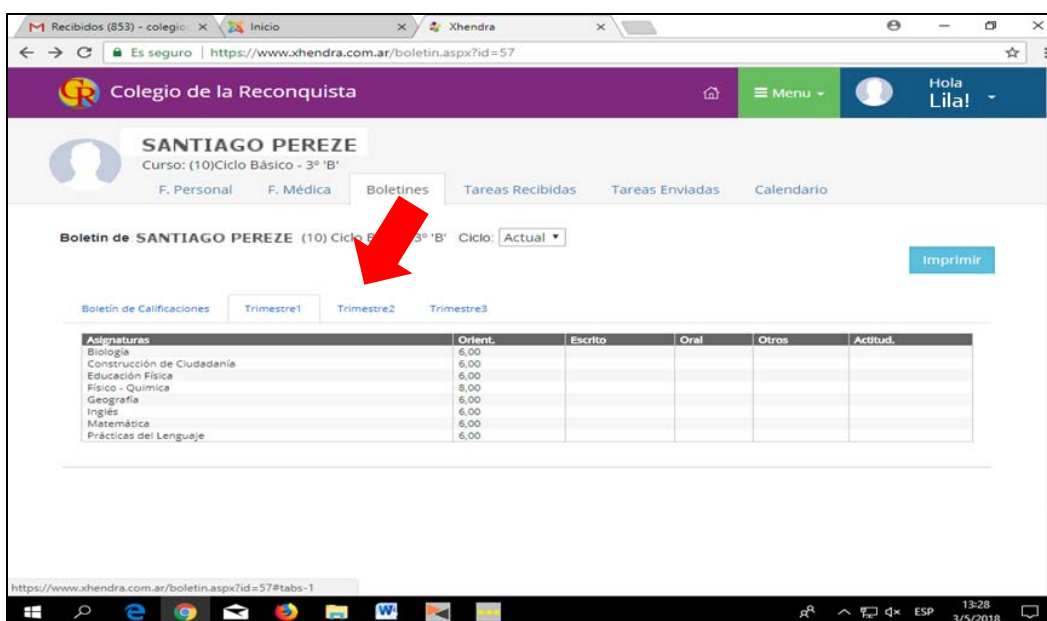 Recibidos (853) - colegio Inicio Xhendra
Es seguro | https://www.xhendra.com.ar/boletin.aspx?id=57
CR Colegio de la Reconquista Menu Hola
Lila!
SANTIAGO PEREZE
Curso: (10)Ciclo Básico - 3º 'B'
F. Personal F. Médica Boletines Tareas Recibidas Tareas Enviadas Calendario
Boletin de SANTIAGO PEREZE (10) Ciclo 3º 'B' Ciclo: Actual
Imprimir
Boletín de Calificaciones Trimestre1 Trimestre2 Trimestre3
Asignaturas Orient. Escrito Oral Otros Actitud.
Biología 6,00
Construcción de Ciudadanía 6,00
Educación Física 6,00
Físico - Quimica 8,00
Geografía 6,00
Inglés 6,00
Matemática 6,00
Prácticas del Lenguaje 6,00
https://www.xhendra.com.ar/boletin.aspx?id=57#tabs-1
ESP 13:28
3/5/2018